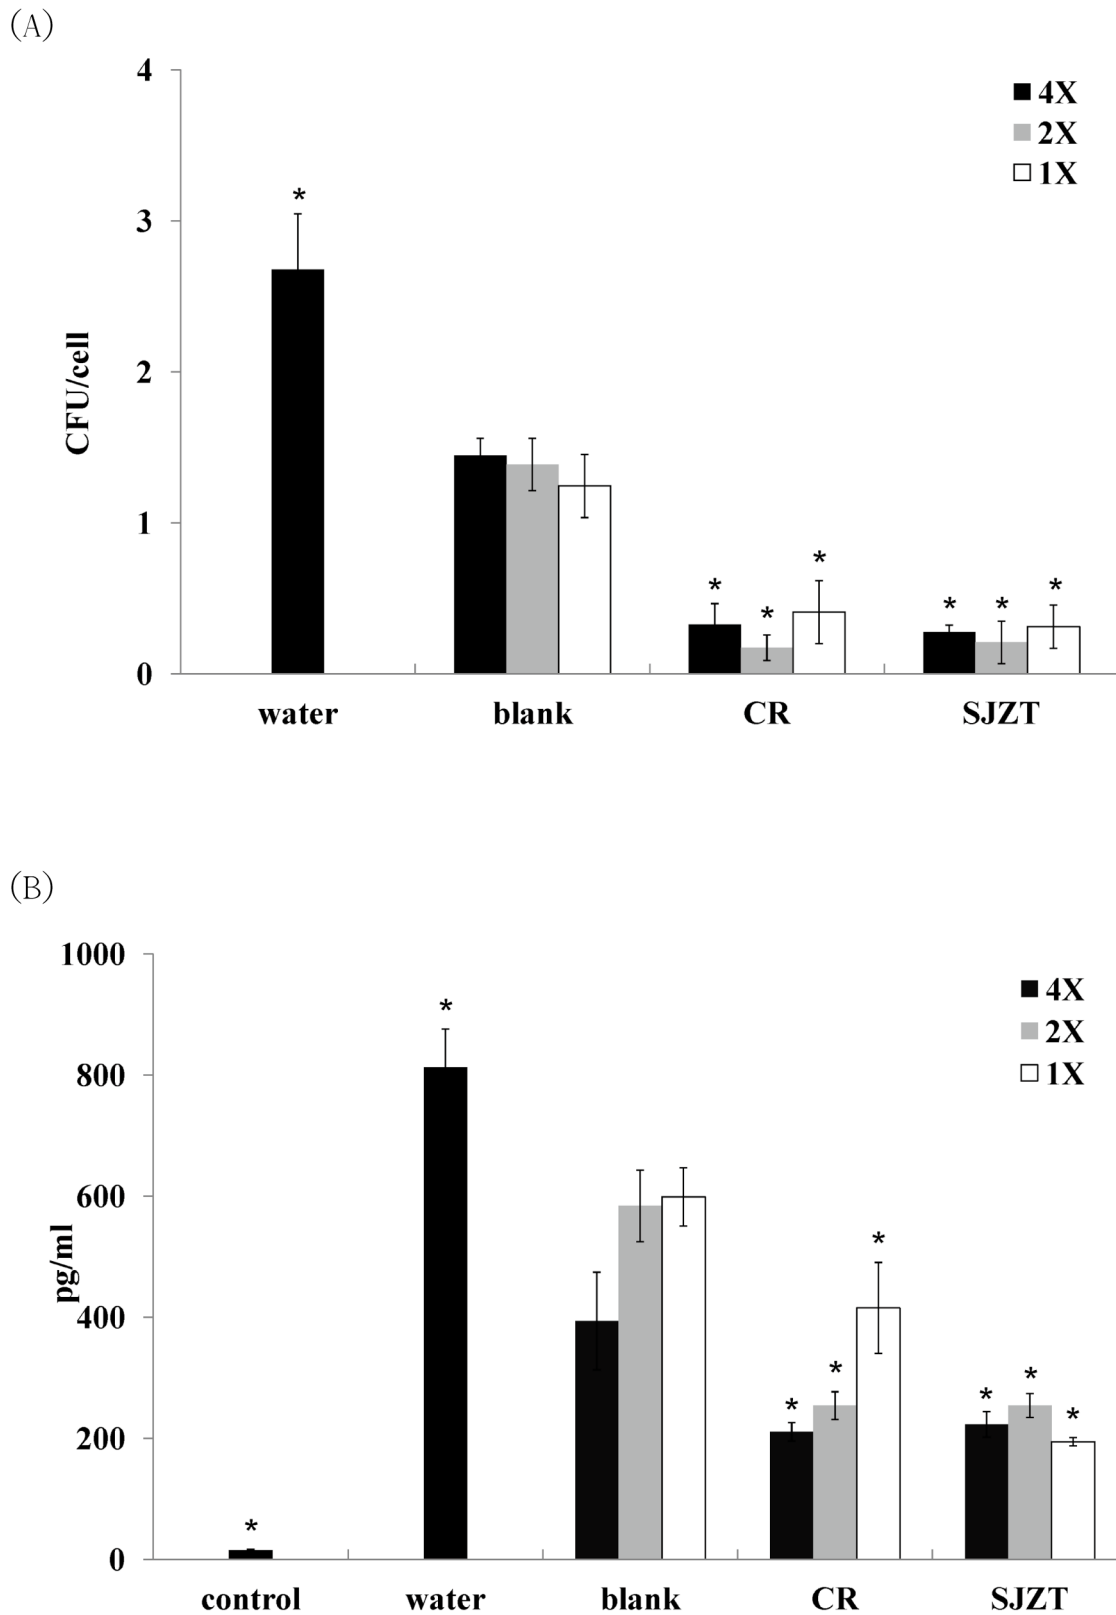 (A)
4
3
2
1
0
CFU/cell
4X
2X
1X
*
* * *
* * *
water blank CR SJZT
(B)
1000
800
600
400
200
0
pg/ml
4X
2X
1X
*
*
* * *
* * *
control water blank CR SJZT